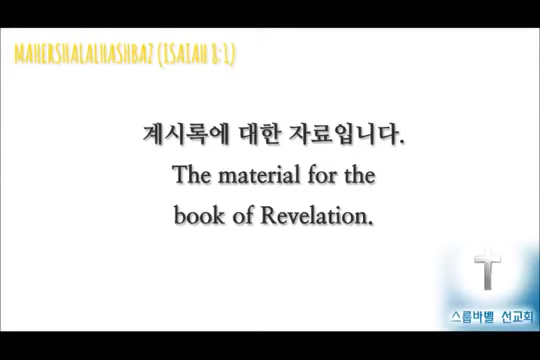 MAHERSHALALHASHBAZ (ISAIAH 8:1)
계시록에 대한 자료입니다.
The material for the
book of Revelation.
스룹바벨 선교회